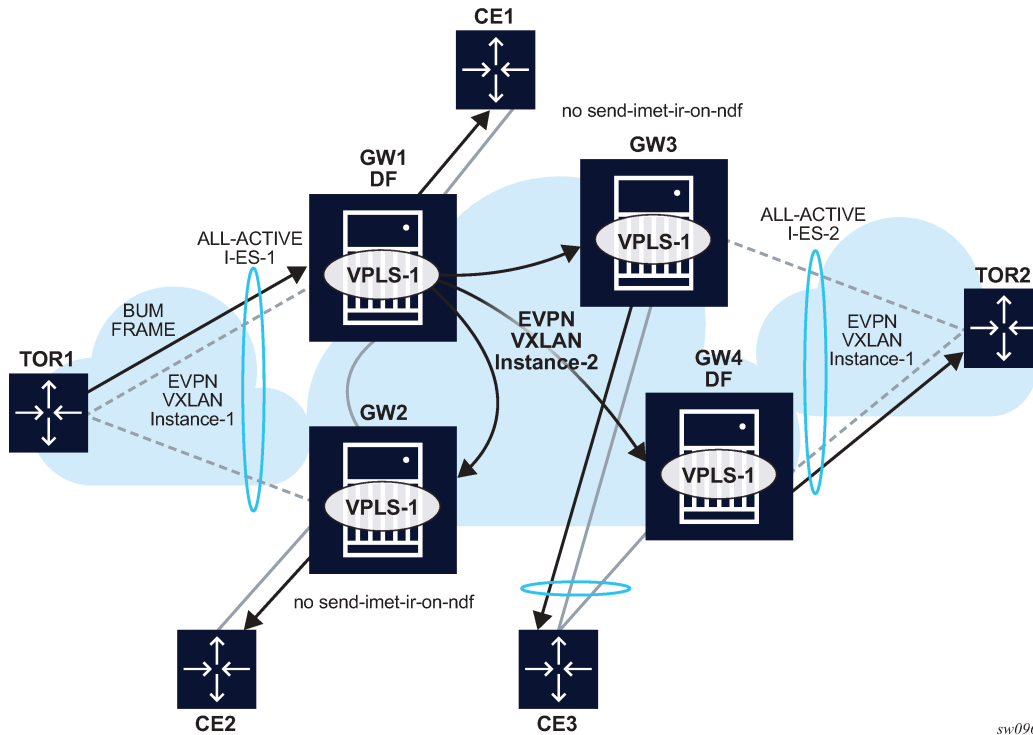 CE1
no send-imet-ir-on-ndf
GW1
DF
GW3
ALL-ACTIVE
I-ES-1
ALL-ACTIVE
I-ES-2
VPLS-1
VPLS-1
BUM
FRAME
EVPN
VXLAN
Instance-2
EVPN
VXLAN
Instance-1
TOR2
TOR1
EVPN
VXLAN
Instance-1
GW4
DF
GW2
VPLS-1
VPLS-1
no send-imet-ir-on-ndf
CE2
CE3
sw096